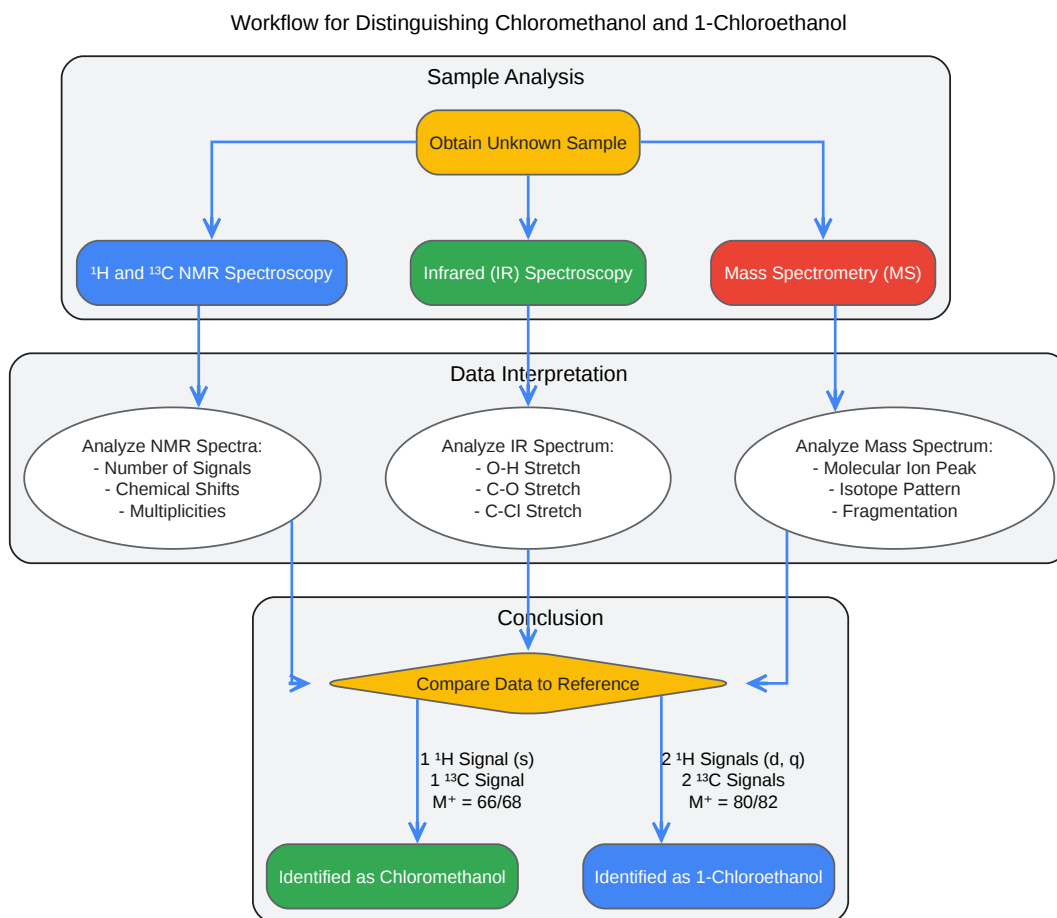 Workflow for Distinguishing Chloromethanol and 1-Chloroethanol
Sample Analysis
Obtain Unknown Sample
¹H and ¹³C NMR Spectroscopy
Infrared (IR) Spectroscopy
Mass Spectrometry (MS)
Data Interpretation
Analyze NMR Spectra:
- Number of Signals
- Chemical Shifts
- Multiplicities
Analyze IR Spectrum:
- O-H Stretch
- C-O Stretch
- C-Cl Stretch
Analyze Mass Spectrum:
- Molecular Ion Peak
- Isotope Pattern
- Fragmentation
Conclusion
Compare Data to Reference
1 ¹H Signal (s)
1 ¹³C Signal
M⁺ = 66/68
2 ¹H Signals (d, q)
2 ¹³C Signals
M⁺ = 80/82
Identified as Chloromethanol
Identified as 1-Chloroethanol